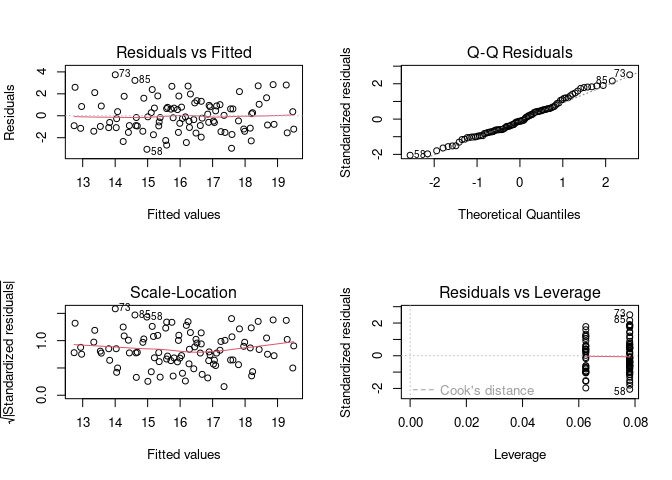 Residuals vs Fitted
Residuals
4
2
0
-2
73
85
58
13 14 15 16 17 18 19
Fitted values
Q-Q Residuals
Standardized residuals
2
0
-2
58
85
73
-2 -1 0 1 2
Theoretical Quantiles
Scale-Location
√|Standardized residuals|
1.0
0.0
73
85
58
13 14 15 16 17 18 19
Fitted values
Residuals vs Leverage
Standardized residuals
2
0
-2
73
85
58
Cook's distance
0.00 0.02 0.04 0.06 0.08
Leverage